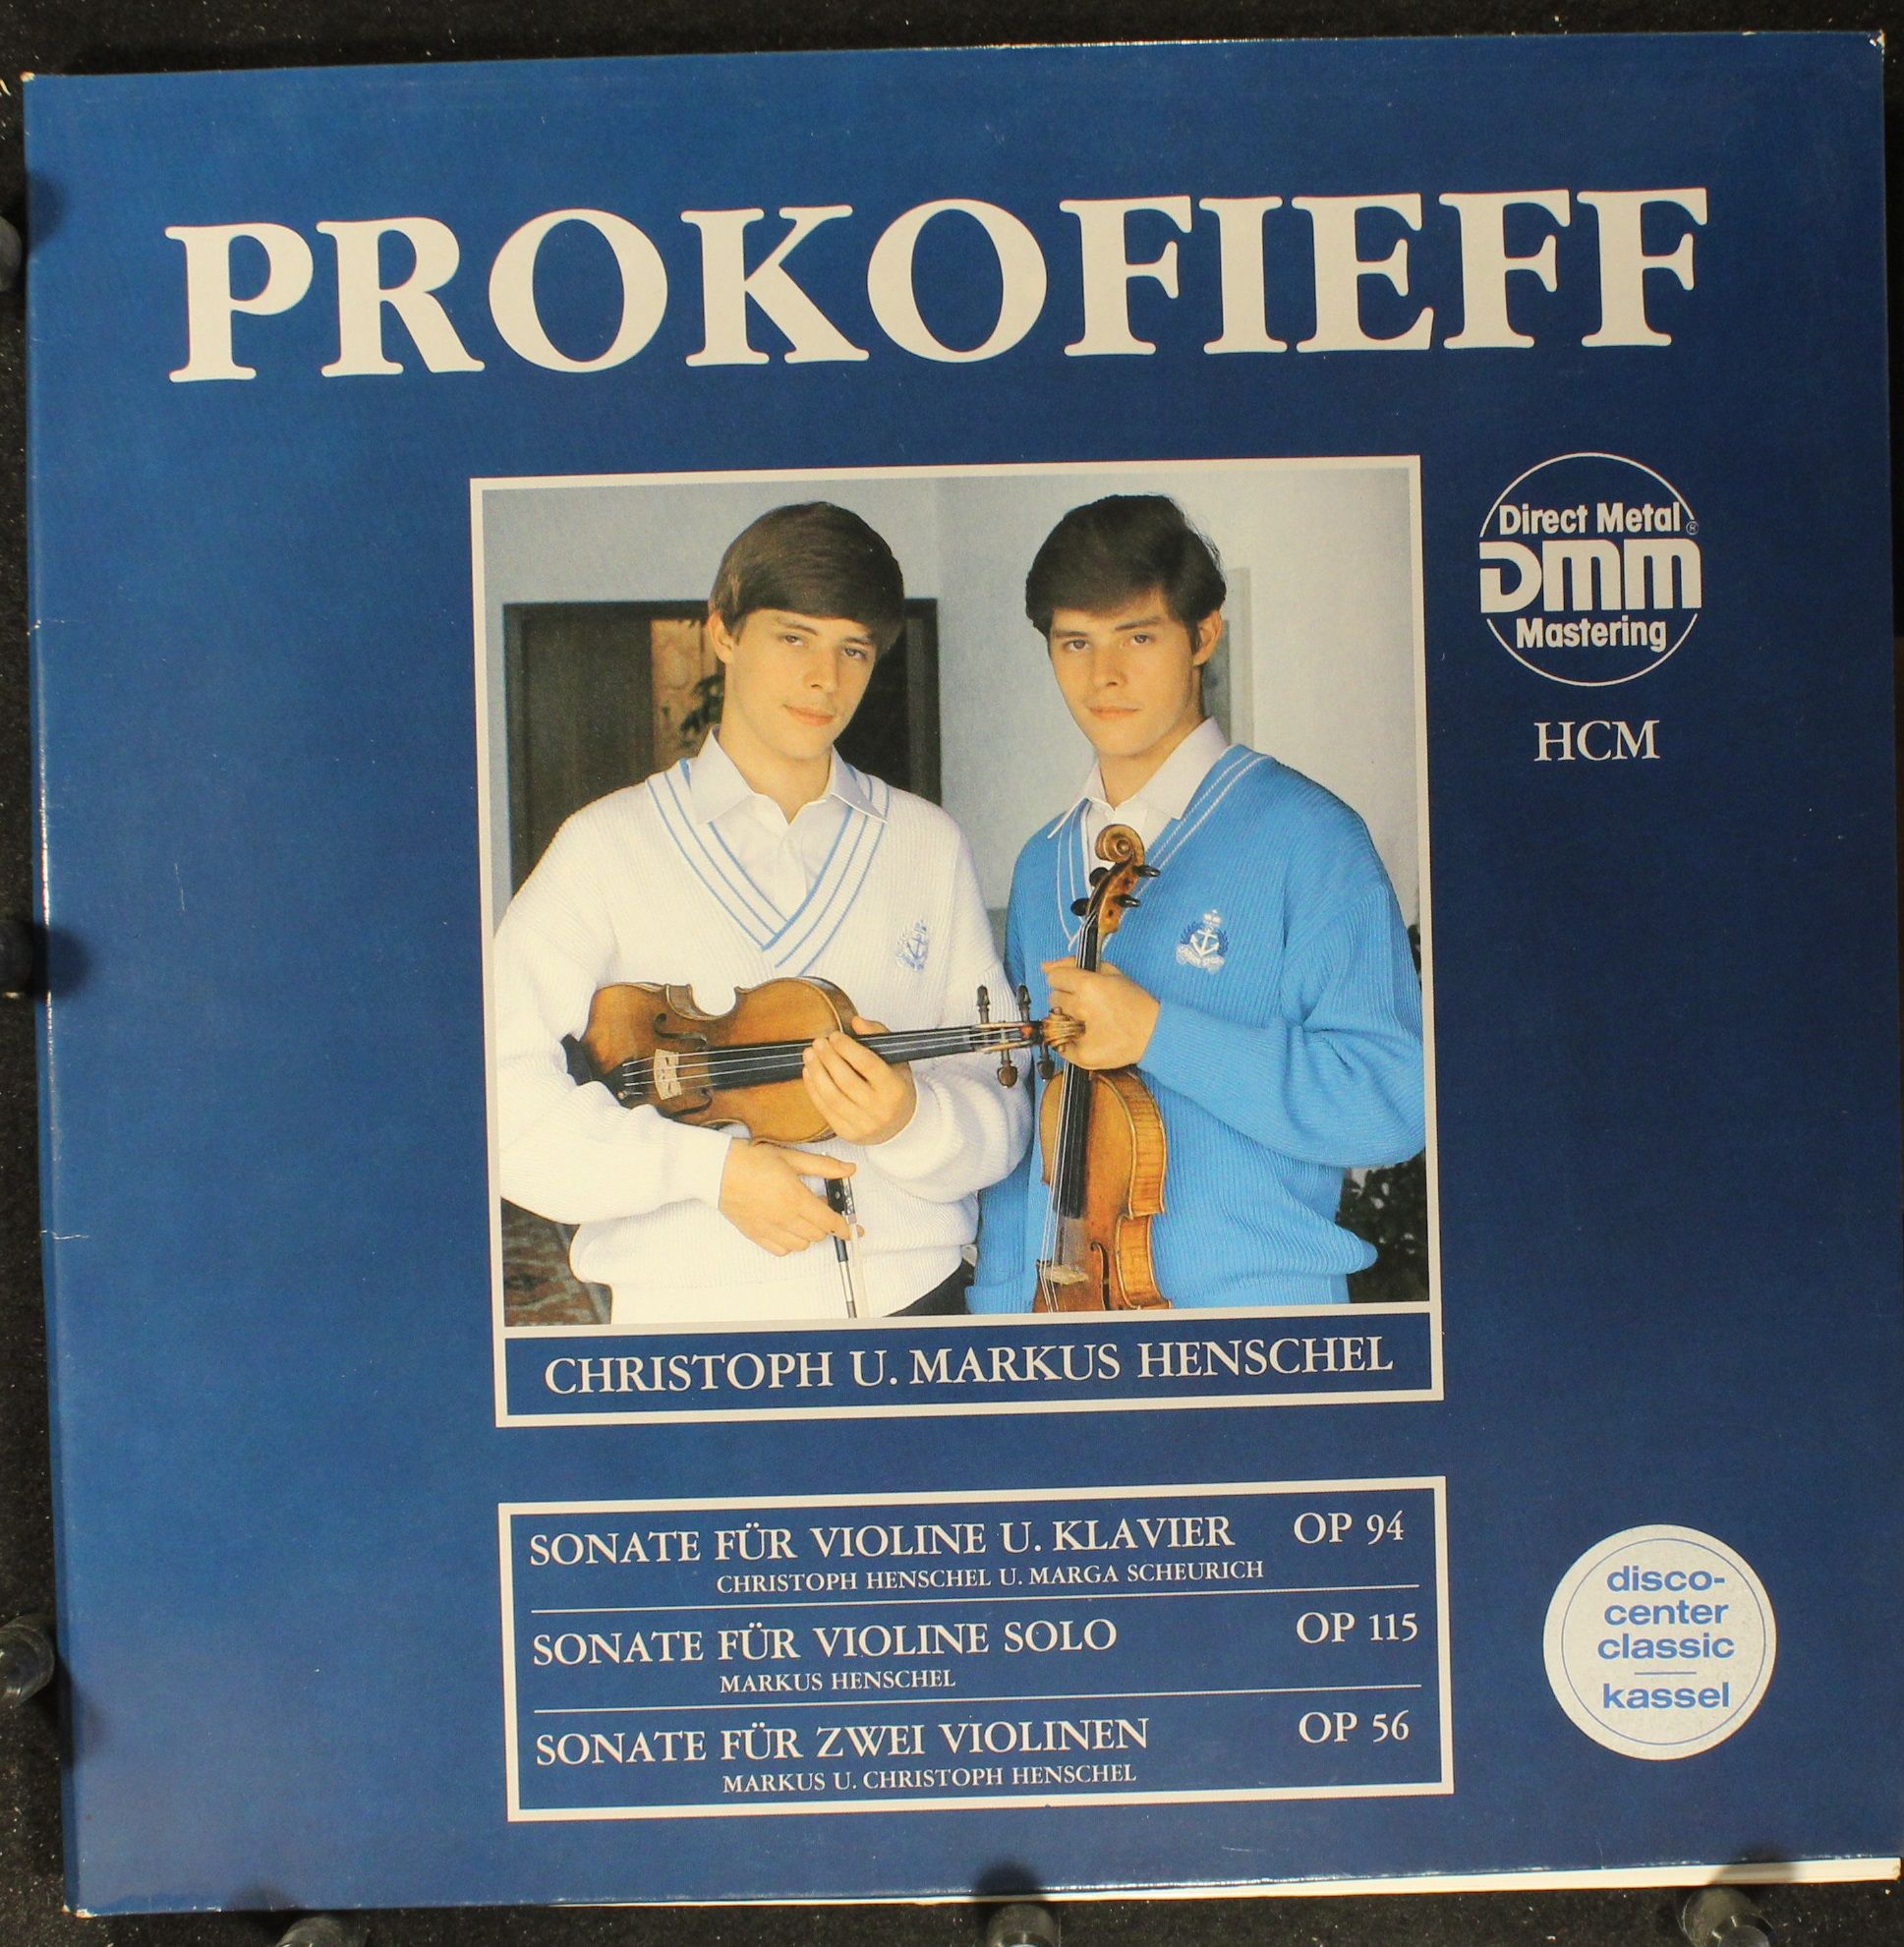 PROKOFIEFF
Direct Metal
DMM
Mastering
HCM
CHRISTOPH U. MARKUS HENSCHEL
SONATE FÜR VIOLINE U. KLAVIER OP 94
CHRISTOPH HENSCHEL U. MARGA SCHEURICH
SONATE FÜR VIOLINE SOLO OP 115
MARKUS HENSCHEL
SONATE FÜR ZWEI VIOLINEN OP 56
MARKUS U. CHRISTOPH HENSCHEL
disco-
center
classic
kassel